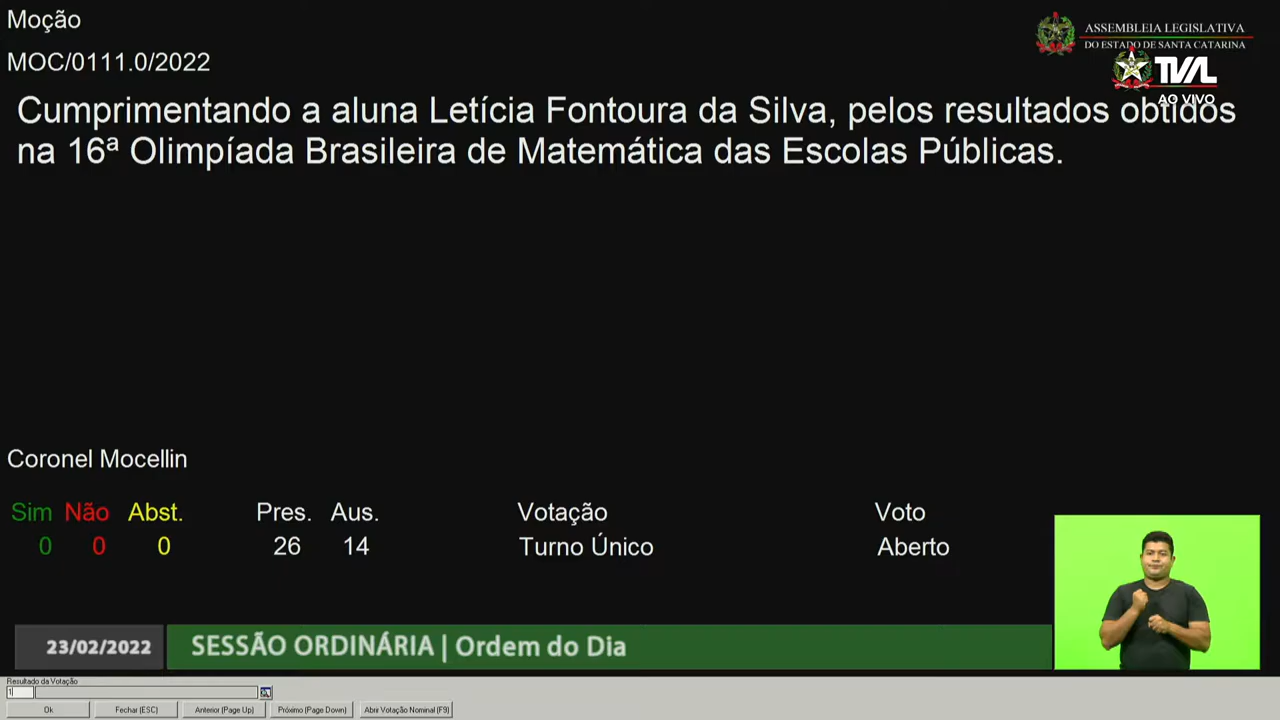 Moção
ASSEMBLEIA LEGISLATIVA
DO ESTADO DE SANTA CATARINA
MOC/0111.0/2022
TVAL
AO VIVO
Cumprimentando a aluna Letícia Fontoura da Silva, pelos resultados obtidos
na 16ª Olimpíada Brasileira de Matemática das Escolas Públicas.
Coronel Mocellin
Sim Não Abst. Pres. Aus. Votação Voto
0 0 0 26 14 Turno Único Aberto
23/02/2022 SESSÃO ORDINÁRIA | Ordem do Dia
Resultado da Votação
1
Ok Fechar (ESC) Anterior (Page Up) Próximo (Page Down) Abrir Votação Nominal (F9)